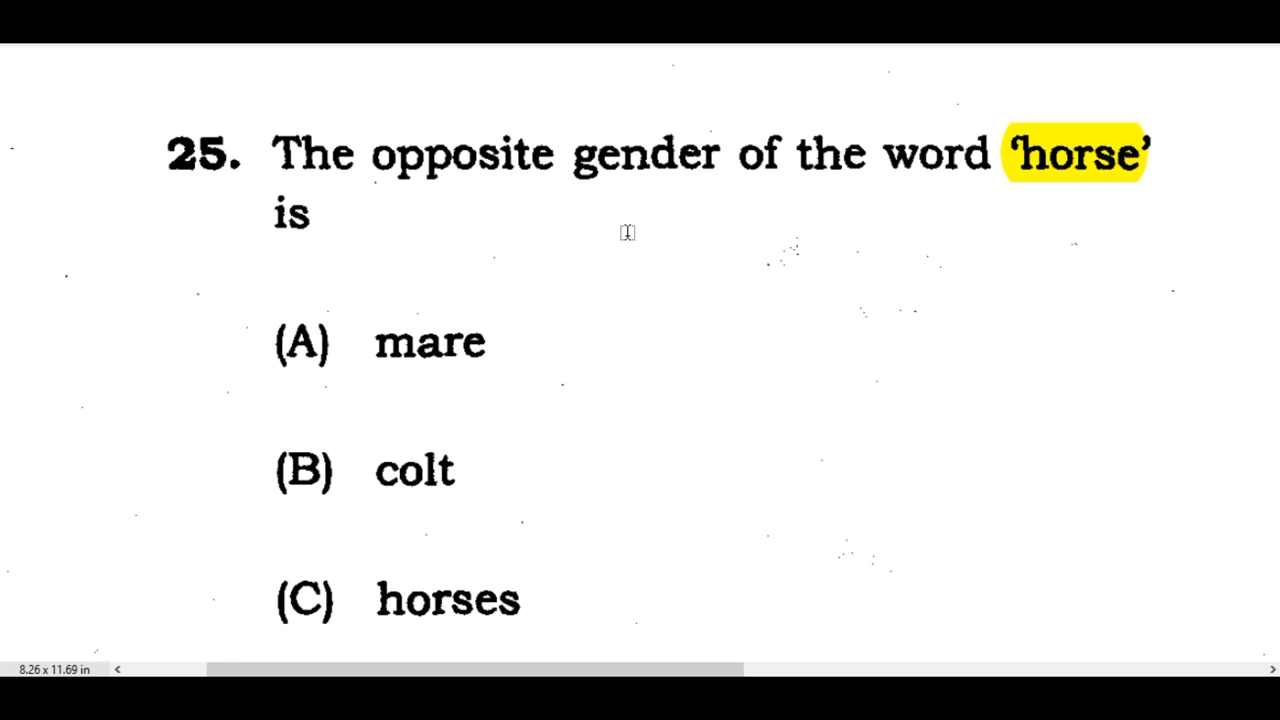 25. The opposite gender of the word ‘horse’
is
(A) mare
(B) colt
(C) horses
8.26 x 11.69 in